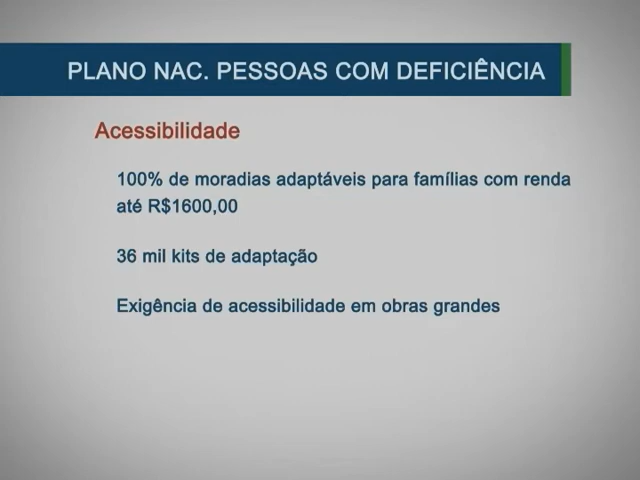 PLANO NAC. PESSOAS COM DEFICIÊNCIA
Acessibilidade
100% de moradias adaptáveis para famílias com renda
até R$1600,00
36 mil kits de adaptação
Exigência de acessibilidade em obras grandes